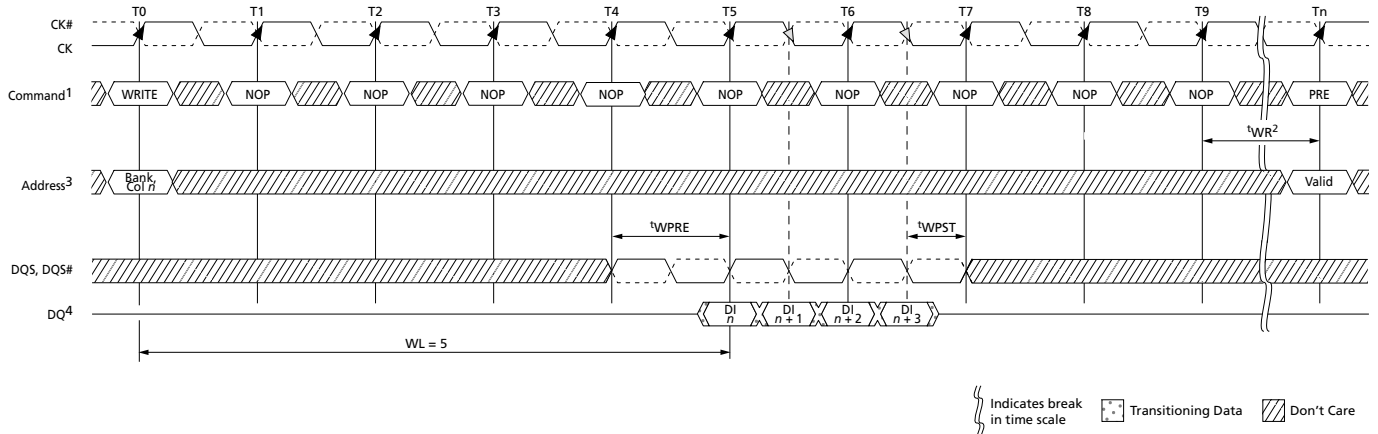 T0 T1 T2 T3 T4 T5 T6 T7 T8 T9 Tn
CK#
CK
Command1 WRITE NOP NOP NOP NOP NOP NOP NOP NOP NOP PRE
tWR2
Address3 Bank, Col n Valid
tWPRE tWPST
DQS, DQS#
DQ4 DI n DI n + 1 DI n + 2 DI n + 3
WL = 5
Indicates break
in time scale
Transitioning Data
Don't Care